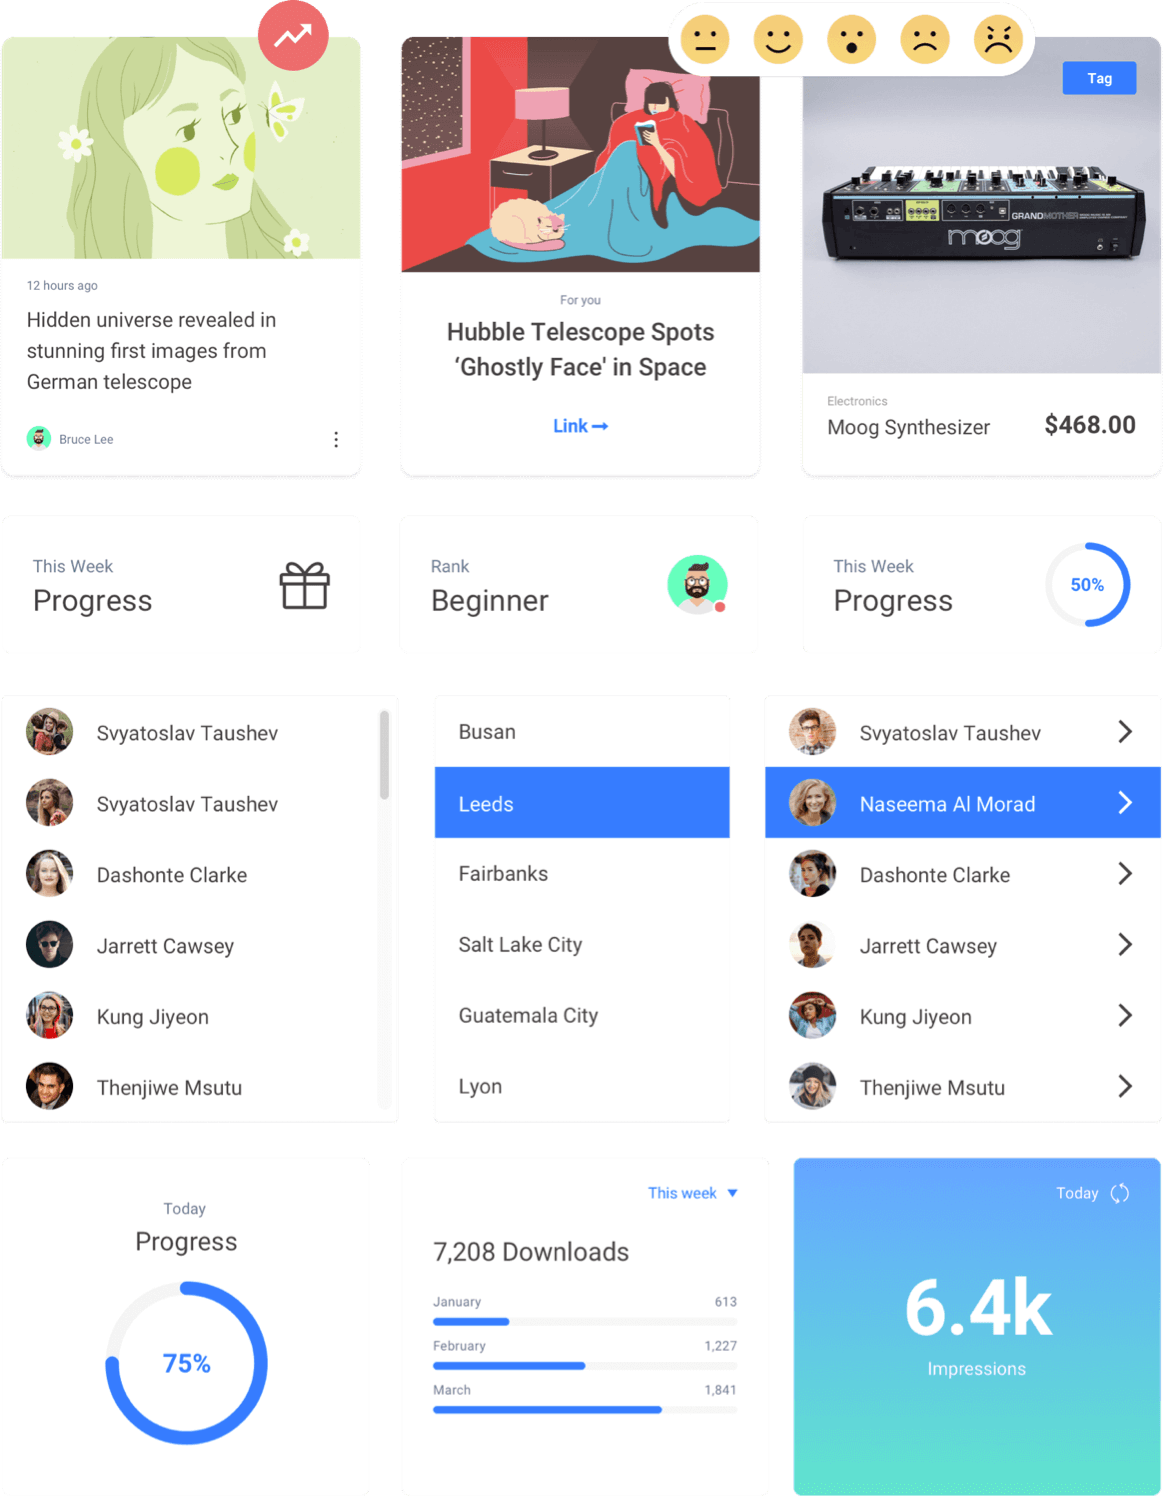 Tag
12 hours ago
Hidden universe revealed in
stunning first images from
German telescope
Bruce Lee
For you
Hubble Telescope Spots
‘Ghostly Face' in Space
Link
GRANDMOTHER
moog
Electronics
Moog Synthesizer
$468.00
This Week
Progress
Rank
Beginner
This Week
Progress
50%
Svyatoslav Taushev
Svyatoslav Taushev
Dashonte Clarke
Jarrett Cawsey
Kung Jiyeon
Thenjiwe Msutu
Busan
Leeds
Fairbanks
Salt Lake City
Guatemala City
Lyon
Svyatoslav Taushev
Naseema Al Morad
Dashonte Clarke
Jarrett Cawsey
Kung Jiyeon
Thenjiwe Msutu
Today
Progress
75%
This week
7,208 Downloads
January 613
February 1,227
March 1,841
Today
6.4k
Impressions